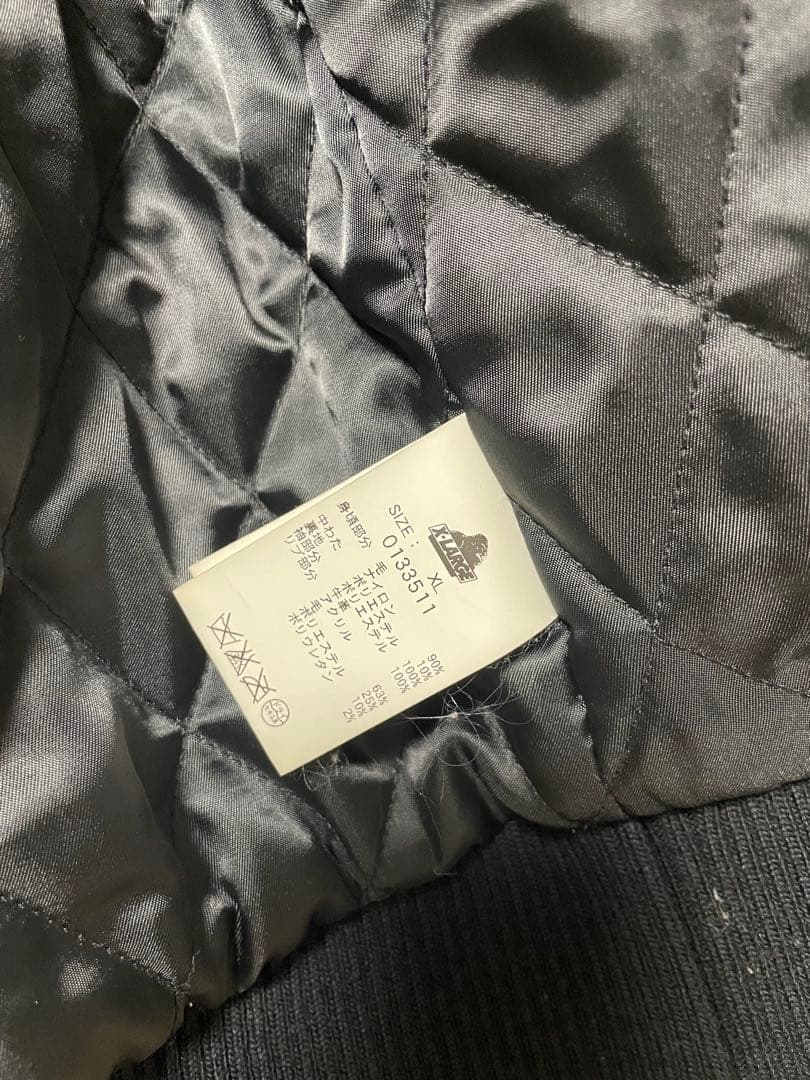 X-LARGE
SIZE : XL
0133511
身頃部分 毛 90%
ナイロン 10%
中わた ポリエステル 100%
裏地 ポリエステル 100%
袖部分 牛革
リブ部分 アクリル 63%
毛 25%
ポリエステル 10%
ポリウレタン 2%